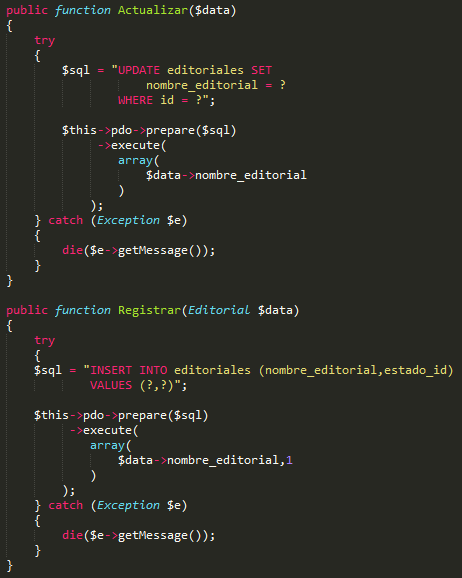 public function Actualizar($data)
{
try
{
$sql = "UPDATE editoriales SET
nombre_editorial = ?
WHERE id = ?";
$this->pdo->prepare($sql)
->execute(
array(
$data->nombre_editorial
)
);
} catch (Exception $e)
{
die($e->getMessage());
}
}
public function Registrar(Editorial $data)
{
try
{
$sql = "INSERT INTO editoriales (nombre_editorial,estado_id)
VALUES (?,?)";
$this->pdo->prepare($sql)
->execute(
array(
$data->nombre_editorial,1
)
);
} catch (Exception $e)
{
die($e->getMessage());
}
}